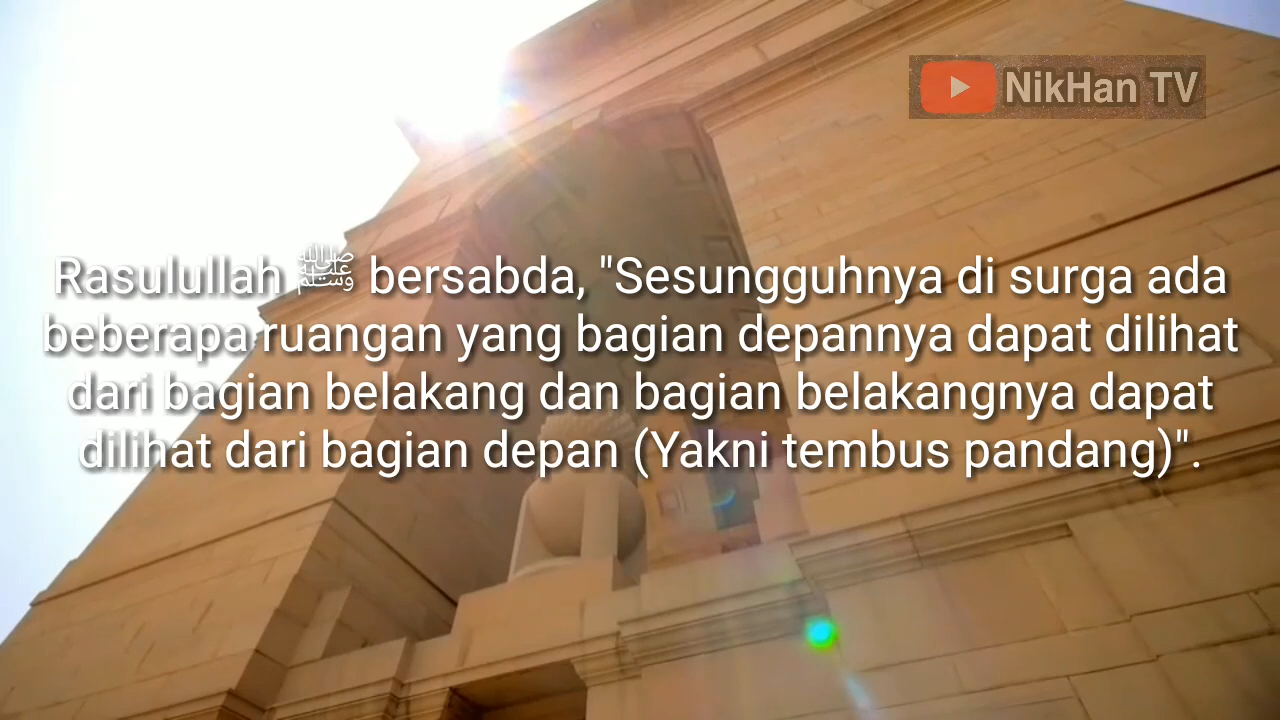 NikHan TV
Rasulullah ﷺ bersabda, "Sesungguhnya di surga ada
beberapa ruangan yang bagian depannya dapat dilihat
dari bagian belakang dan bagian belakangnya dapat
dilihat dari bagian depan (Yakni tembus pandang)".